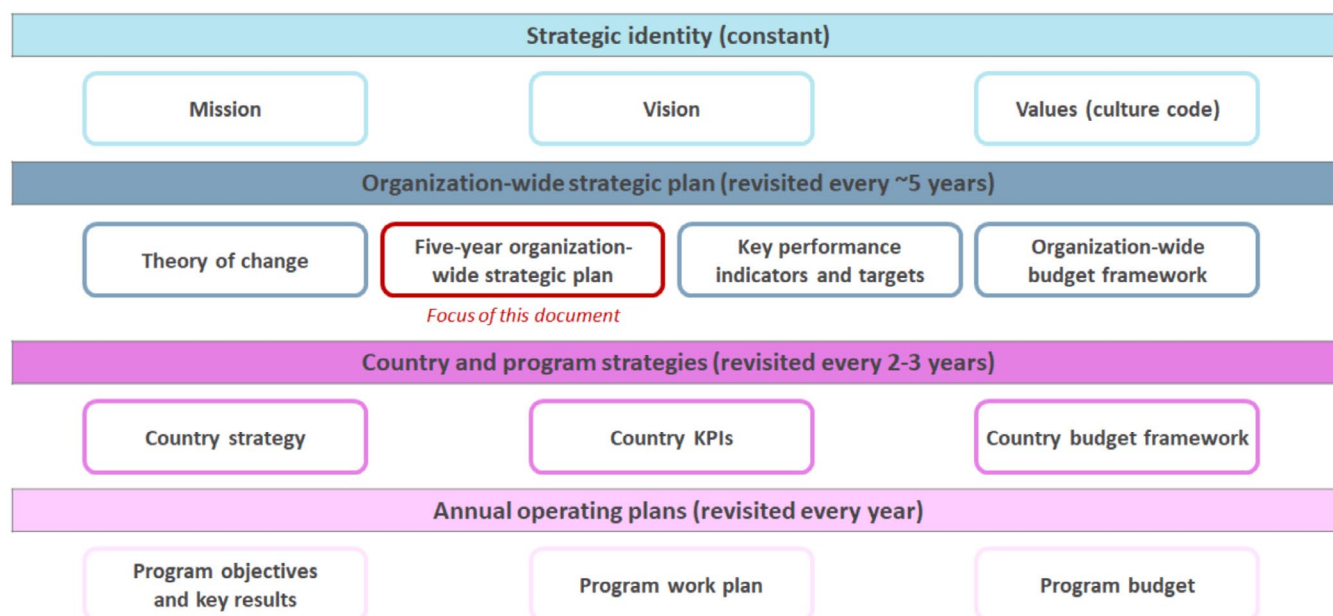 Strategic identity (constant)
Mission
Vision
Values (culture code)
Organization-wide strategic plan (revisited every ~5 years)
Theory of change
Five-year organization-
wide strategic plan
Key performance
indicators and targets
Organization-wide
budget framework
Focus of this document
Country and program strategies (revisited every 2-3 years)
Country strategy
Country KPIs
Country budget framework
Annual operating plans (revisited every year)
Program objectives
and key results
Program work plan
Program budget